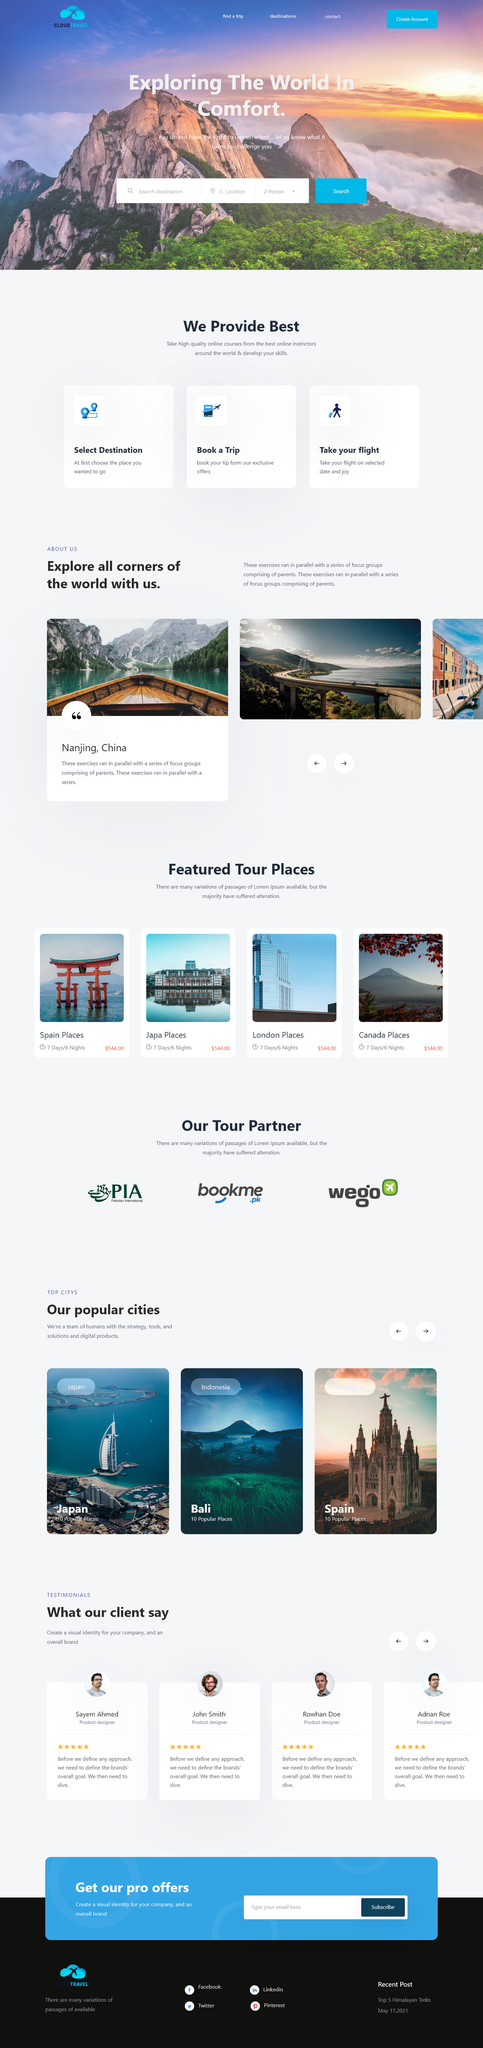 CLOUD TRAVEL
find a trip
destinations
contact
Create Account
Exploring The World In
Comfort.
You do not have the right to reject client... let us know what it
takes to challenge you
Search destination
C. Location
2 Person
Search
We Provide Best
Take high quality online courses from the best online instrictors
around the world & develop your skills.
Select Destination
At first choose the place you
wanted to go
Book a Trip
book your tip form our exclusive
offers
Take your flight
Take your flight on selected
date and joy
ABOUT US
Explore all corners of
the world with us.
These exercises ran in parallel with a series of focus groups
comprising of parents. These exercises ran in parallel with a series
of focus groups comprising of parents.
Nanjing, China
These exercises ran in parallel with a series of focus groups
comprising of parents. These exercises ran in parallel with a
series.
Featured Tour Places
There are many variations of passages of Lorem Ipsum available, but the
majority have suffered alteration.
Spain Places
7 Days/6 Nights
$544.00
Japa Places
7 Days/6 Nights
$544.00
London Places
7 Days/6 Nights
$544.00
Canada Places
7 Days/6 Nights
$544.00
Our Tour Partner
There are many variations of passages of Lorem Ipsum available, but the
majority have suffered alteration.
PIA
Pakistan International
bookme
.pk
wego
TOP CITYS
Our popular cities
We're a team of humans with the strategy, tools, and
solutions and digital products.
Japan
Japan
10 Popular Places
Indonesia
Bali
10 Popular Places
Spain
10 Popular Places
TESTIMONIALS
What our client say
Create a visual identity for your company, and an
overall brand
Sayem Ahmed
Product designer
Before we define any approach,
we need to define the brands'
overall goal. We then need to
dive.
John Smith
Product designer
Before we define any approach,
we need to define the brands'
overall goal. We then need to
dive.
Rowhan Doe
Product designer
Before we define any approach,
we need to define the brands'
overall goal. We then need to
dive.
Adnan Roe
Product designer
Before we define any approach,
we need to define the brands'
overall goal. We then need to
dive.
Get our pro offers
Create a visual identity for your company, and an
overall brand
Type your email here
Subscribe
TRAVEL
There are many variations of
passages of available
Facebook
Twitter
Linkedin
Pinterest
Recent Post
Top 5 Himalayan Treks
May 17,2021